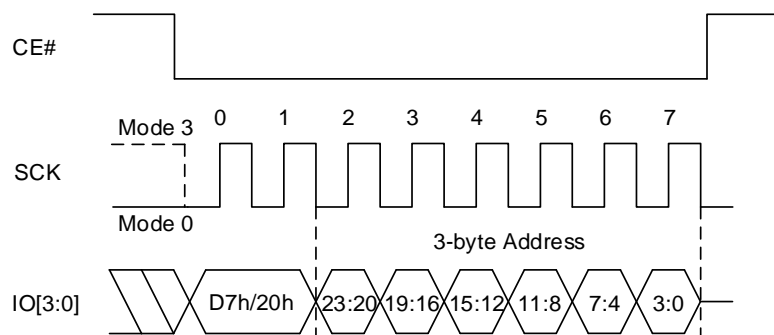 CE#
Mode 3
0 1 2 3 4 5 6 7
SCK
Mode 0
3-byte Address
IO[3:0]
D7h/20h 23:20 19:16 15:12 11:8 7:4 3:0